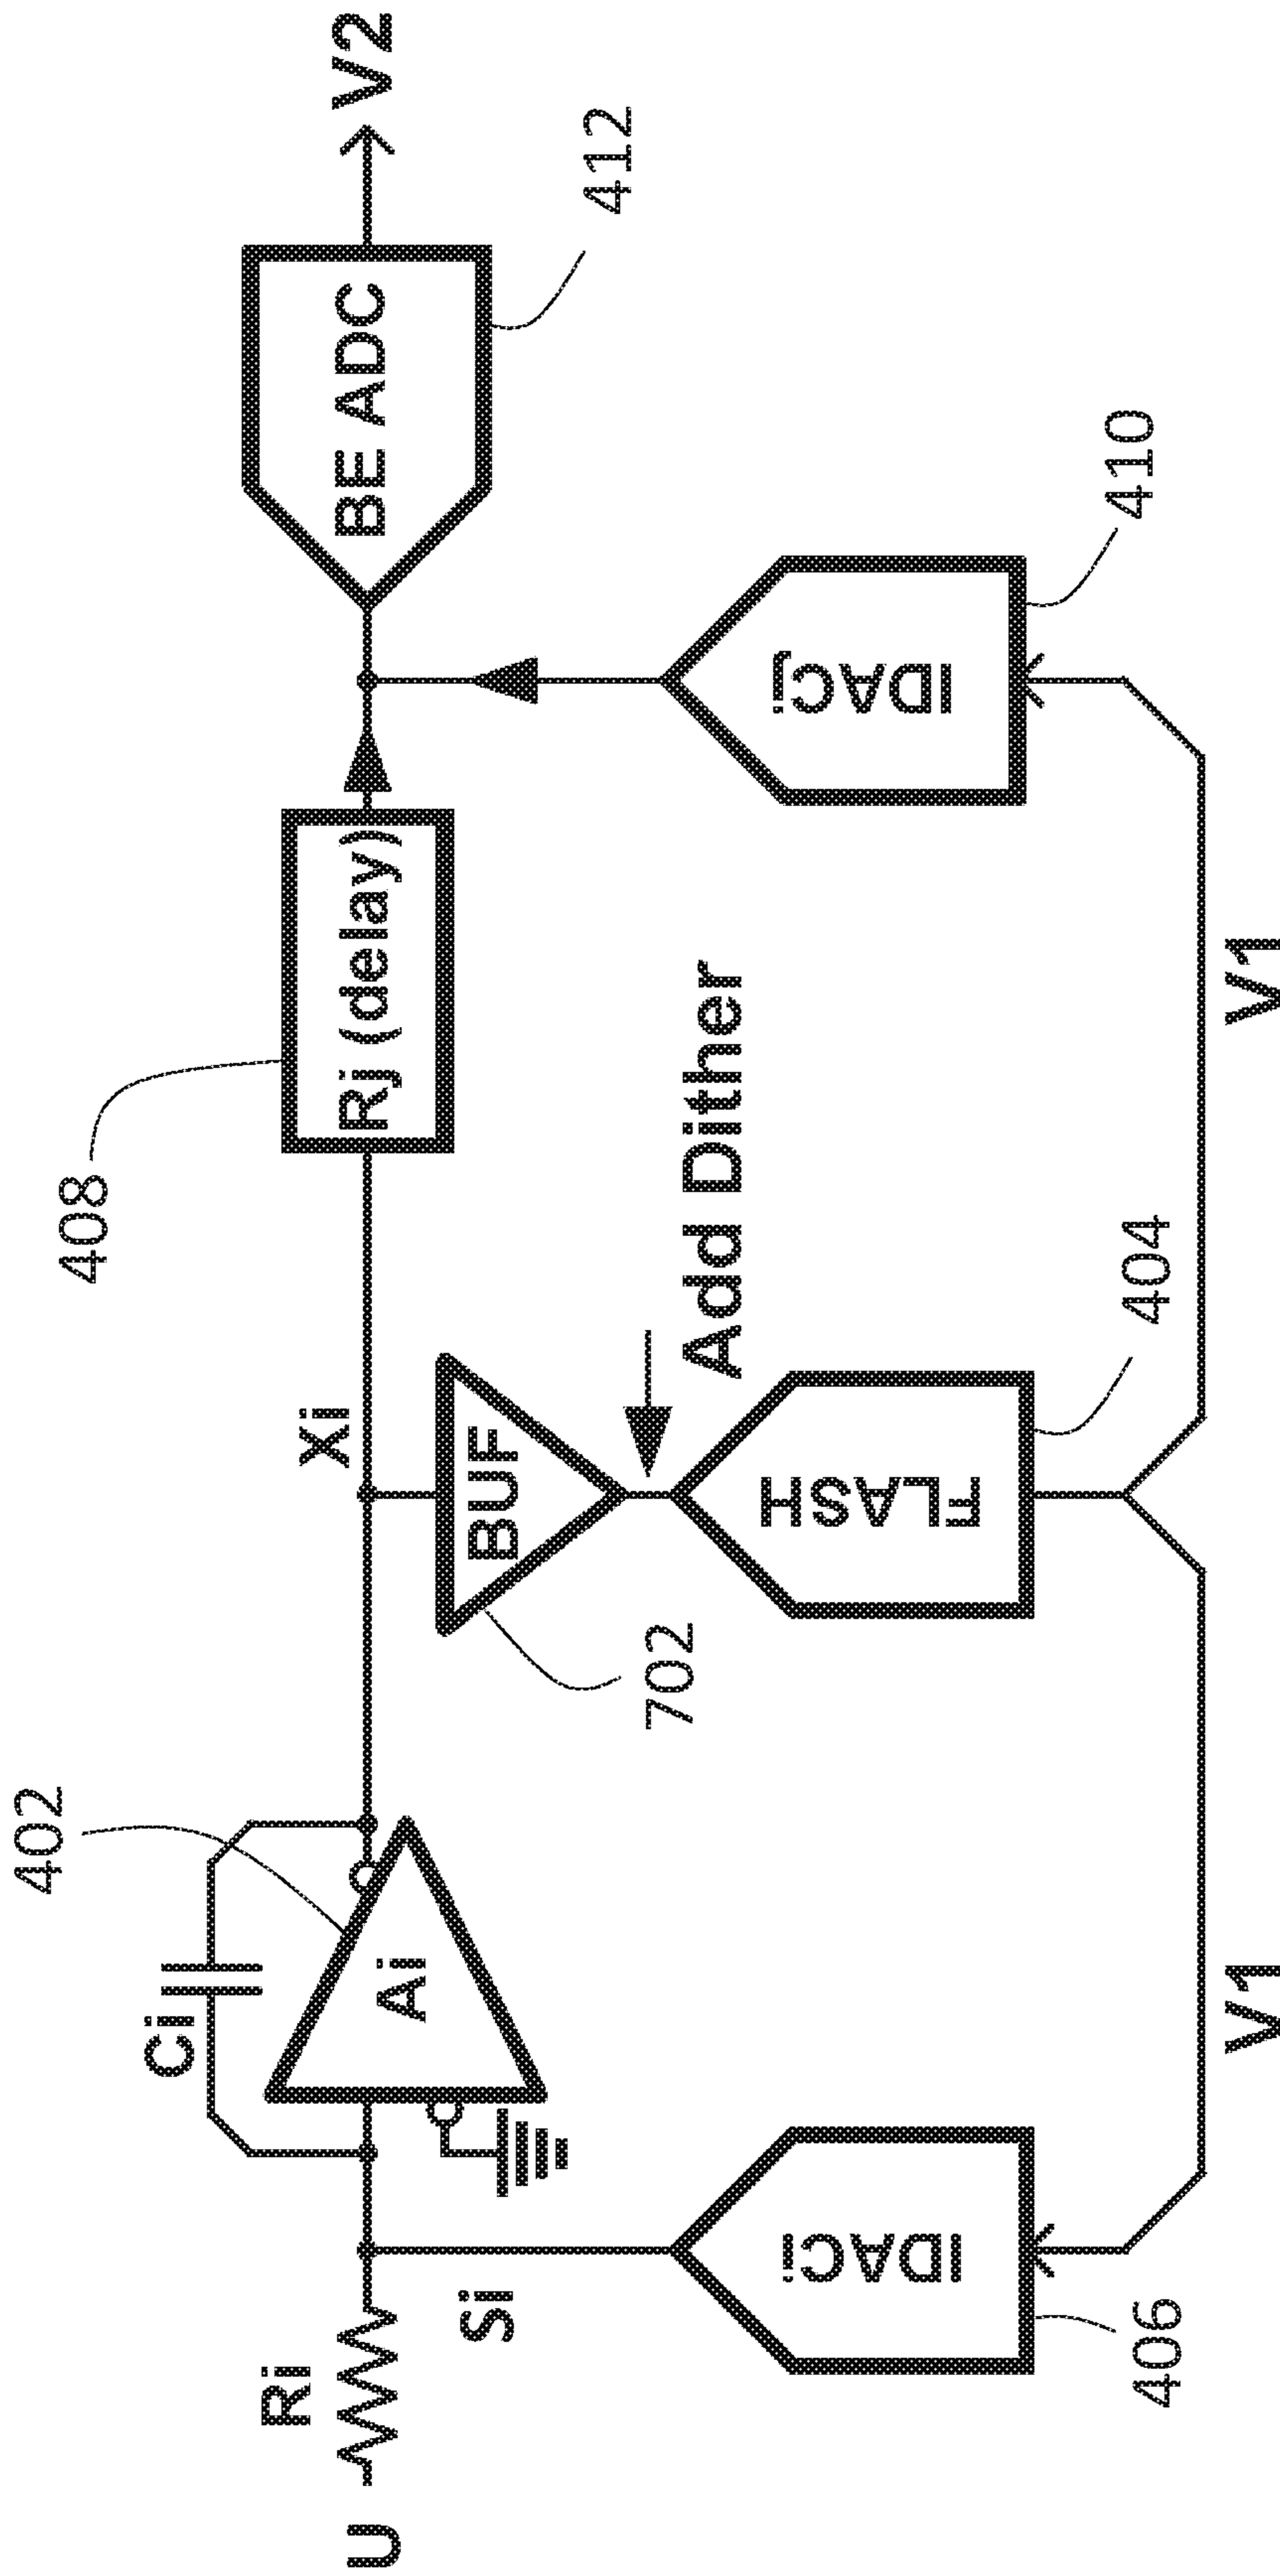 U
Ri
Si
Ci
402
Ai
Xi
408
Rj (delay)
BE ADC
V2
412
BUF
702
Add Dither
FLASH
404
IDACi
406
IDACj
410
V1
V1